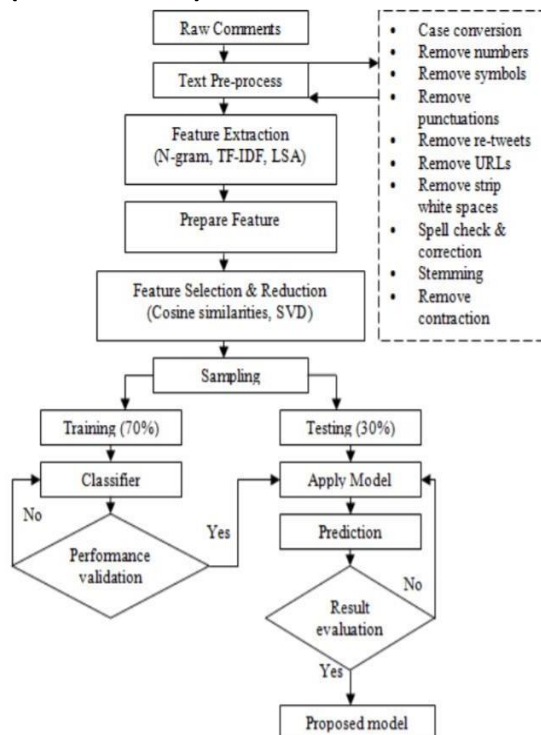 Raw Comments
Text Pre-process
Feature Extraction
(N-gram, TF-IDF, LSA)
Prepare Feature
Feature Selection & Reduction
(Cosine similarities, SVD)
Sampling
• Case conversion
• Remove numbers
• Remove symbols
• Remove
punctuations
• Remove re-tweets
• Remove URLs
• Remove strip
white spaces
• Spell check &
correction
• Stemming
• Remove
contraction
Training (70%)
Testing (30%)
Classifier
Apply Model
No
Yes
Performance
validation
Prediction
No
Result
evaluation
Yes
Proposed model